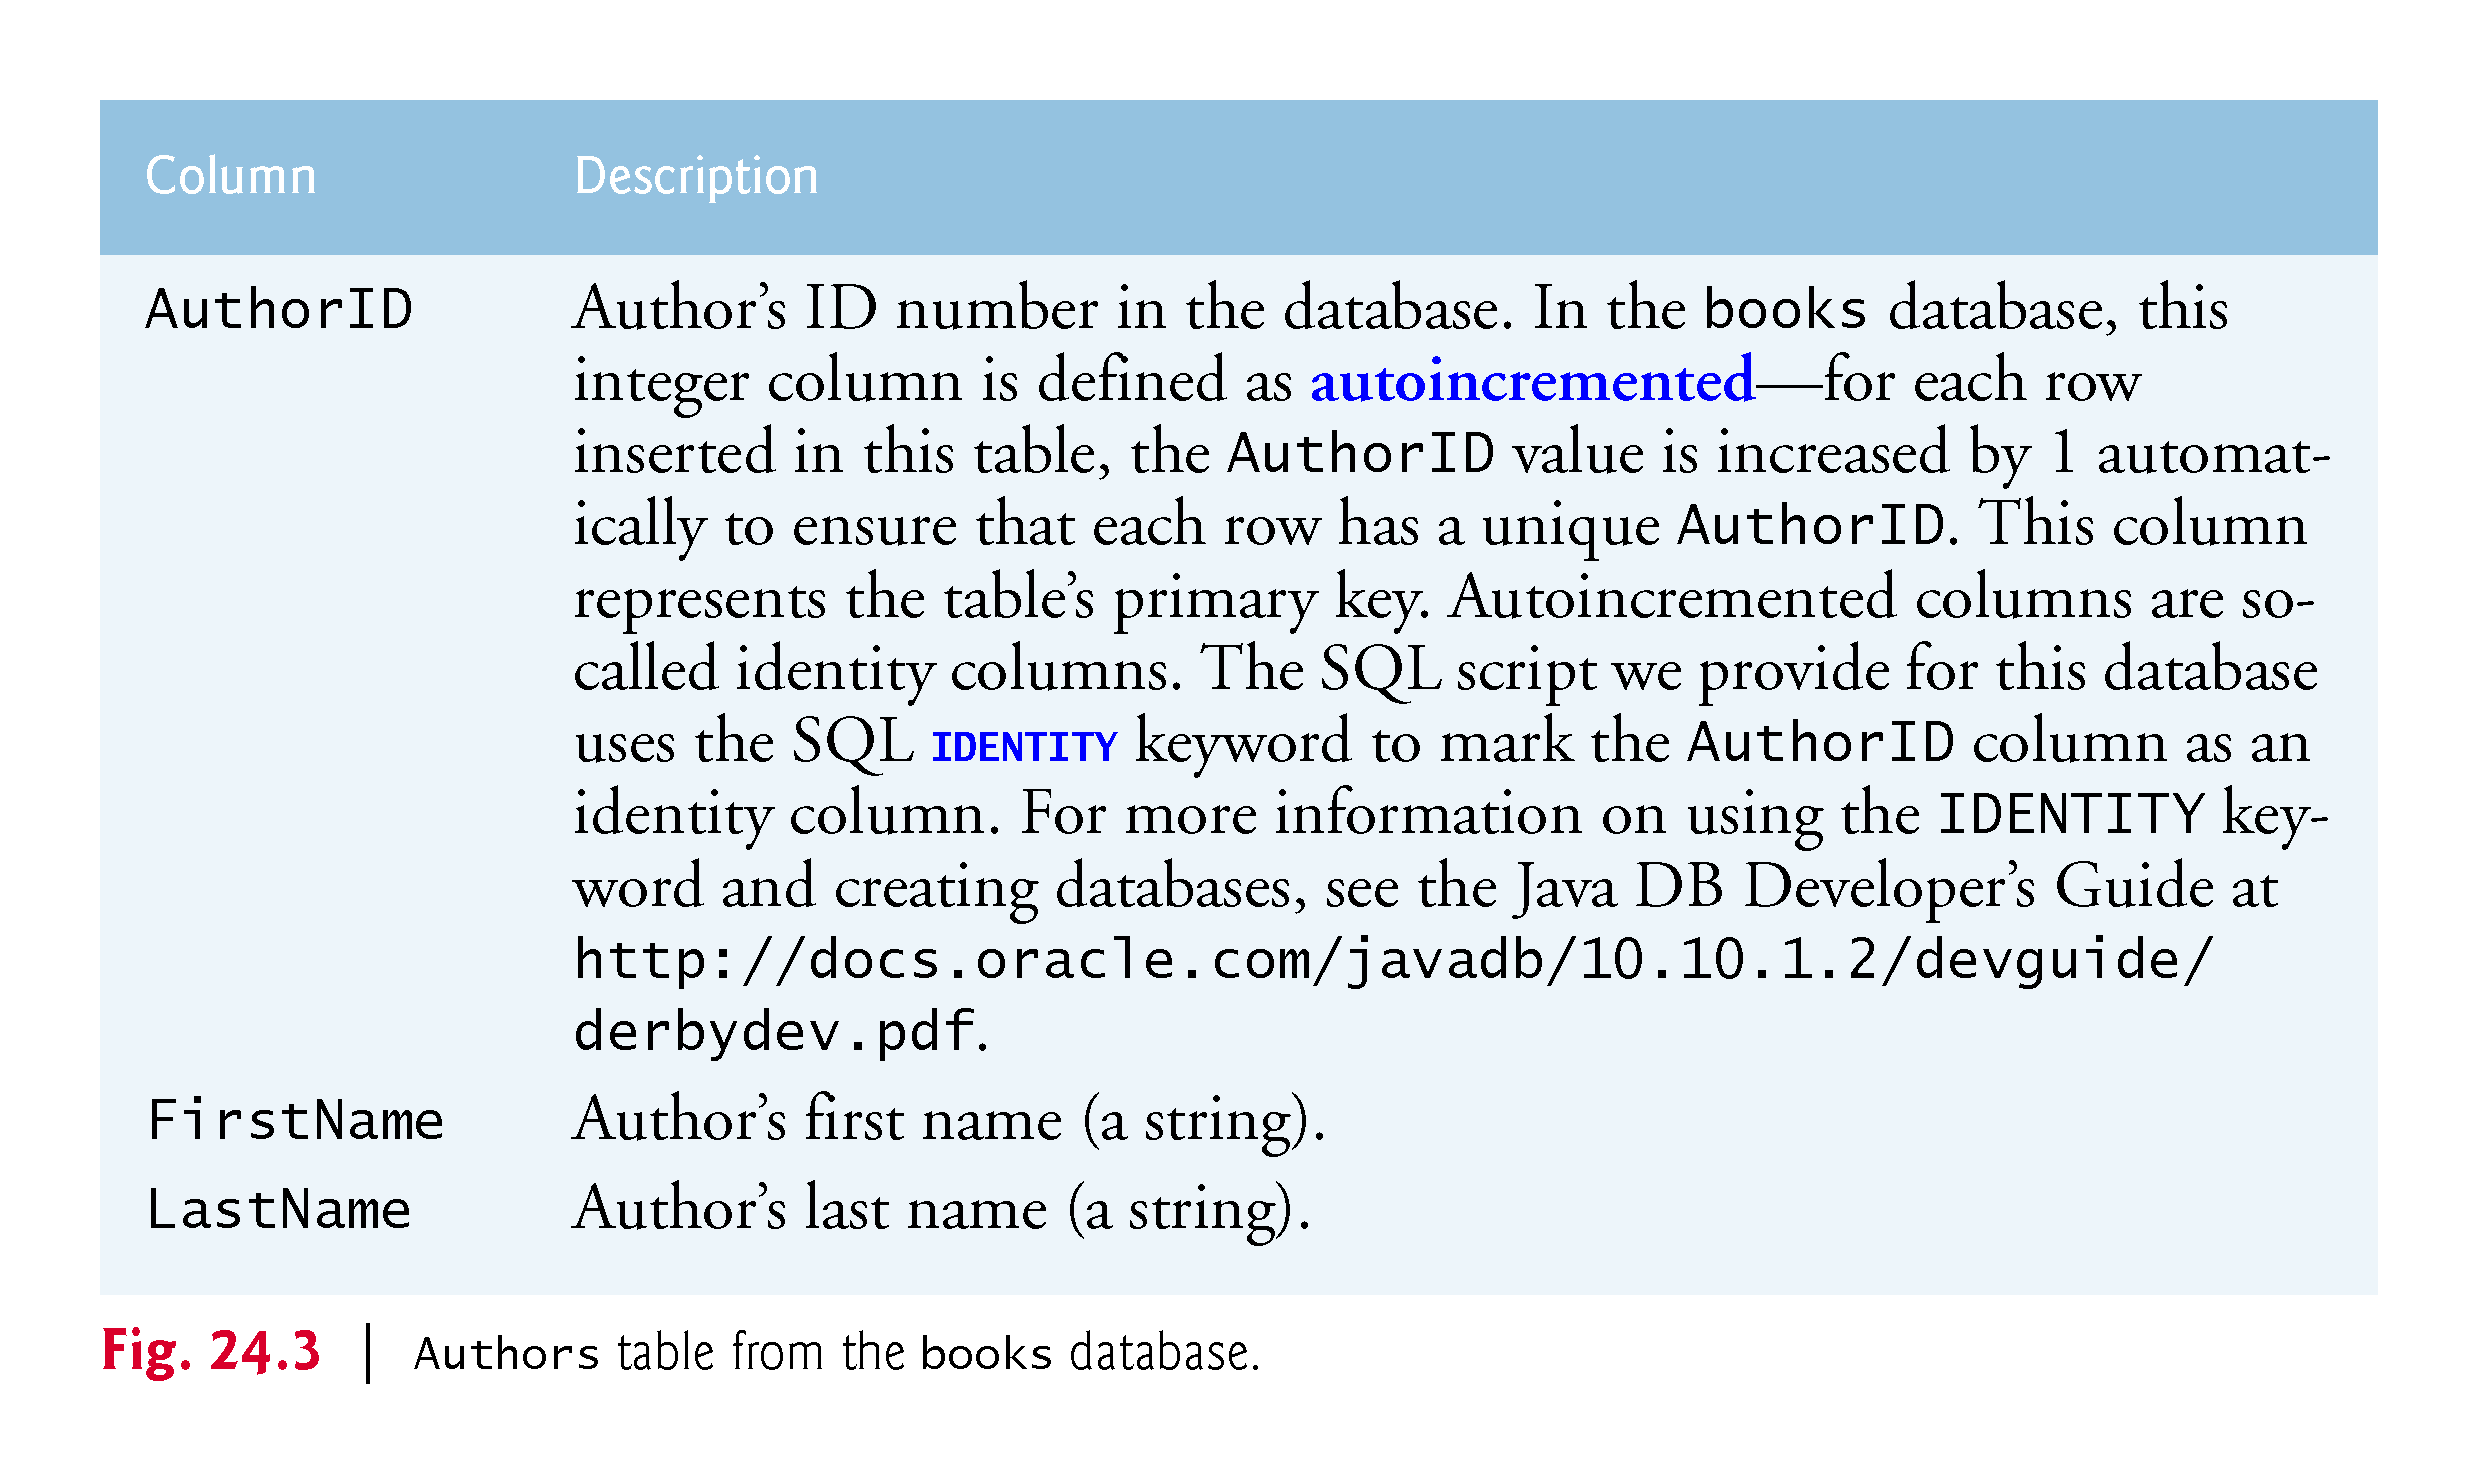 Column Description
AuthorID Author’s ID number in the database. In the books database, this
integer column is defined as autoincremented—for each row
inserted in this table, the AuthorID value is increased by 1 automat-
ically to ensure that each row has a unique AuthorID. This column
represents the table’s primary key. Autoincremented columns are so-
called identity columns. The SQL script we provide for this database
uses the SQL IDENTITY keyword to mark the AuthorID column as an
identity column. For more information on using the IDENTITY key-
word and creating databases, see the Java DB Developer’s Guide at
http://docs.oracle.com/javadb/10.10.1.2/devguide/
derbydev.pdf.
FirstName Author’s first name (a string).
LastName Author’s last name (a string).
Fig. 24.3 | Authors table from the books database.